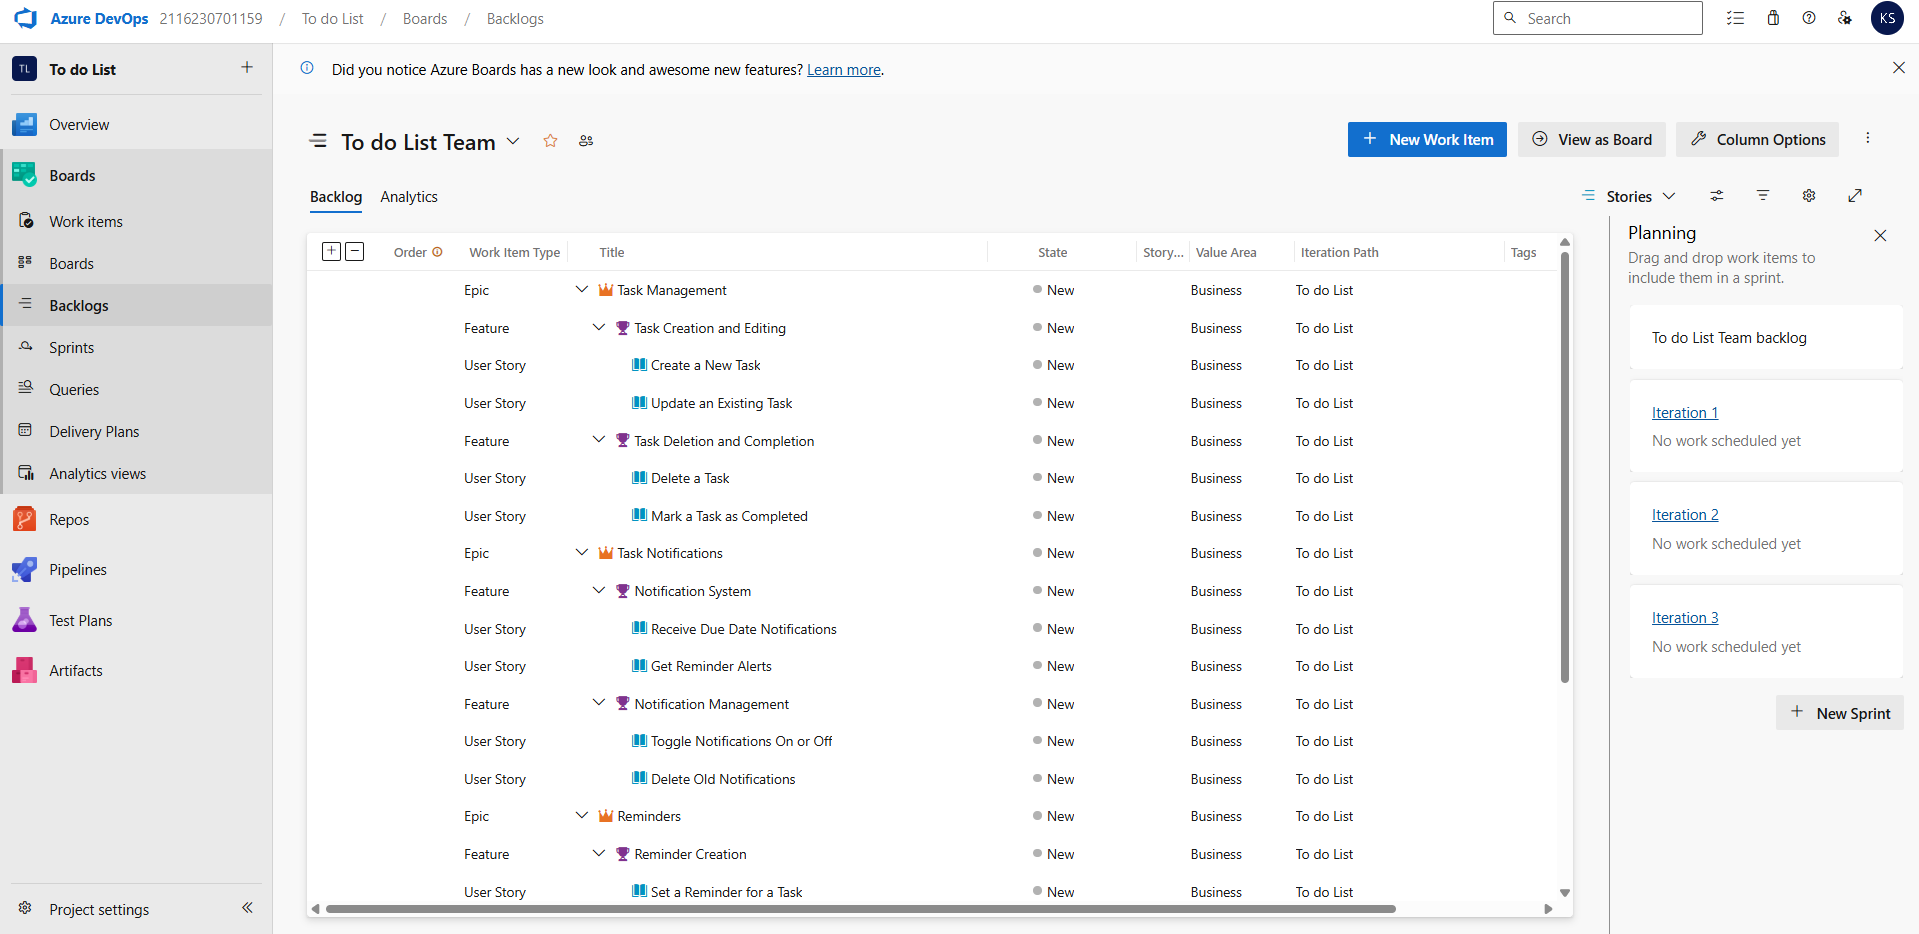 Azure DevOps 2116230701159 / To do List / Boards / Backlogs Search KS
TL To do List
Did you notice Azure Boards has a new look and awesome new features? Learn more.
Overview
Boards
Work items
Boards
Backlogs
Sprints
Queries
Delivery Plans
Analytics views
Repos
Pipelines
Test Plans
Artifacts
Project settings
To do List Team
New Work Item View as Board Column Options
Backlog Analytics
Stories
Order Work Item Type Title State Story... Value Area Iteration Path Tags
Epic Task Management New Business To do List
Feature Task Creation and Editing New Business To do List
User Story Create a New Task New Business To do List
User Story Update an Existing Task New Business To do List
Feature Task Deletion and Completion New Business To do List
User Story Delete a Task New Business To do List
User Story Mark a Task as Completed New Business To do List
Epic Task Notifications New Business To do List
Feature Notification System New Business To do List
User Story Receive Due Date Notifications New Business To do List
User Story Get Reminder Alerts New Business To do List
Feature Notification Management New Business To do List
User Story Toggle Notifications On or Off New Business To do List
User Story Delete Old Notifications New Business To do List
Epic Reminders New Business To do List
Feature Reminder Creation New Business To do List
User Story Set a Reminder for a Task New Business To do List
Planning
Drag and drop work items to
include them in a sprint.
To do List Team backlog
Iteration 1
No work scheduled yet
Iteration 2
No work scheduled yet
Iteration 3
No work scheduled yet
New Sprint